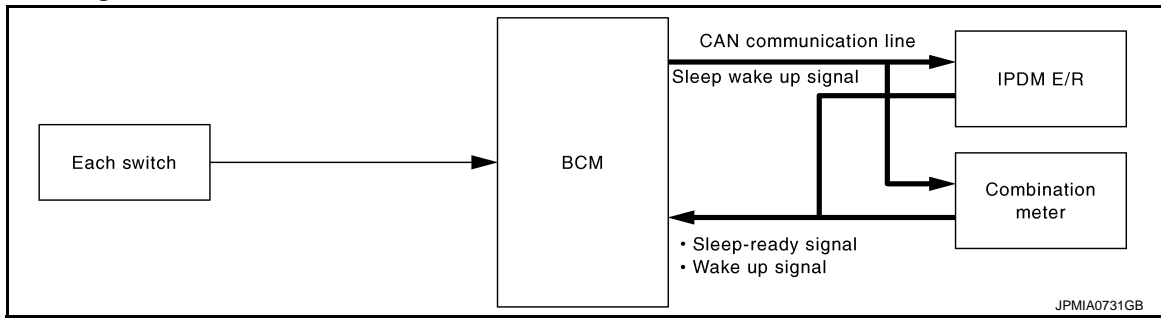 CAN communication line
Sleep wake up signal
IPDM E/R
Each switch
BCM
Combination
meter
• Sleep-ready signal
• Wake up signal
JPMIA0731GB